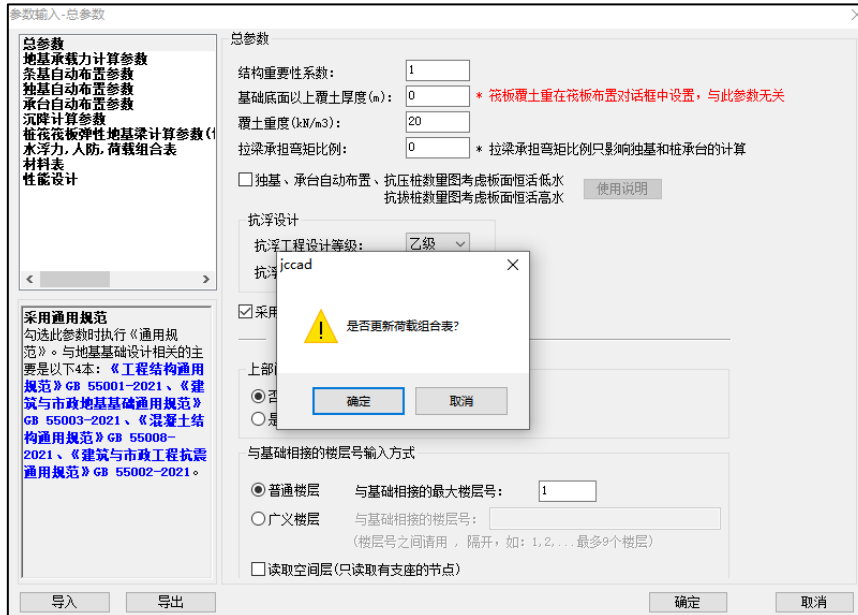 参数输入-总参数
总参数
地基承载力计算参数
条基自动布置参数
独基自动布置参数
承台自动布置参数
沉降计算参数
桩筏筏板弹性地基梁计算参数(
水浮力,人防,荷载组合表
材料表
性能设计
采用通用规范
勾选此参数时执行《通用规
范》。与地基基础设计相关的主
要是以下4本：《工程结构通用
规范》GB 55001-2021、《建
筑与市政地基基础通用规范》
GB 55003-2021、《混凝土结
构通用规范》GB 55008-
2021、《建筑与市政工程抗震
通用规范》GB 55002-2021。
导入
导出
总参数
结构重要性系数:
1
基础底面以上覆土厚度(m):
0
* 筏板覆土重在筏板布置对话框中设置，与此参数无关
覆土重度(kN/m3):
20
拉梁承担弯矩比例:
0
* 拉梁承担弯矩比例只影响独基和桩承台的计算
独基、承台自动布置、抗压桩数量图考虑板面恒活低水
抗拔桩数量图考虑板面恒活高水
使用说明
抗浮设计
抗浮工程设计等级:
乙级
抗浮
采用
上部
否
是
jccad
是否更新荷载组合表?
确定
取消
与基础相接的楼层号输入方式
普通楼层
与基础相接的最大楼层号:
1
广义楼层
与基础相接的楼层号:
(楼层号之间请用 , 隔开，如: 1,2,...最多9个楼层)
读取空间层(只读取有支座的节点)
确定
取消